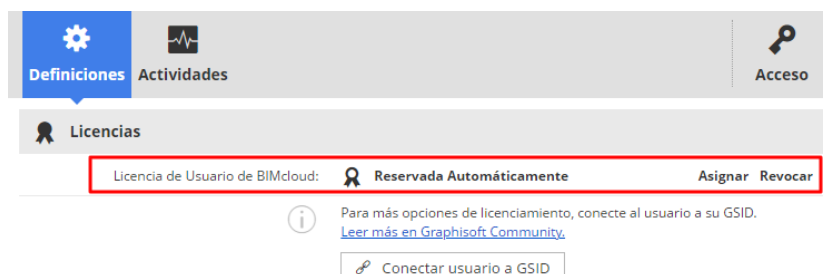 Definiciones Actividades Acceso
Licencias
Licencia de Usuario de BIMcloud: Reservada Automáticamente Asignar Revocar
Para más opciones de licenciamiento, conecte al usuario a su GSID.
Leer más en Graphisoft Community.
Conectar usuario a GSID